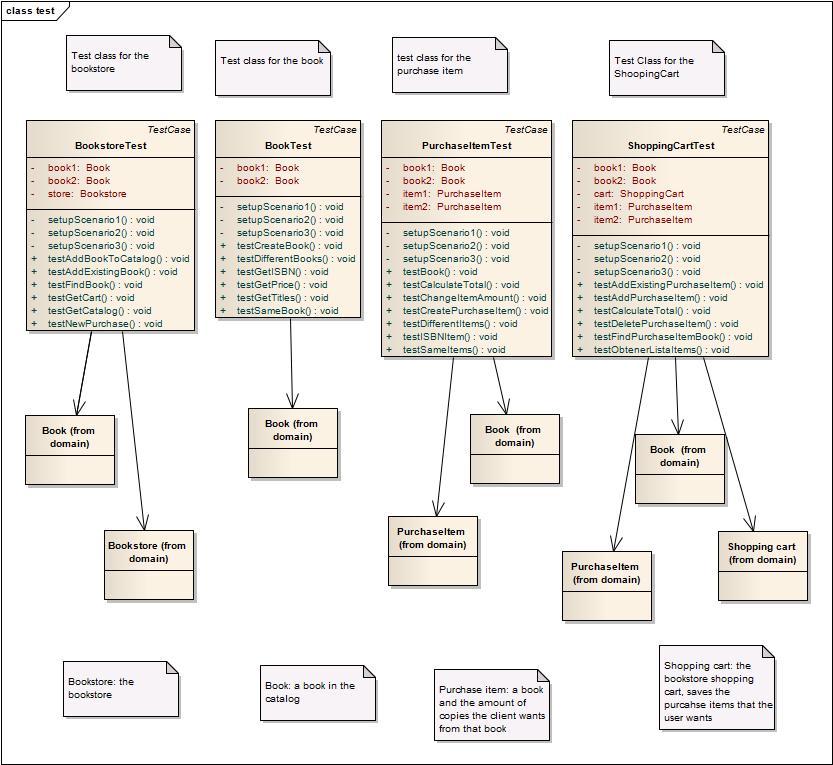 class test
Test class for the
bookstore
Test class for the book
test class for the
purchase item
Test Class for the
ShoopingCart
TestCase
BookstoreTest
- book1: Book
- book2: Book
- store: Bookstore
- setupScenario1() : void
- setupScenario2() : void
- setupScenario3() : void
+ testAddBookToCatalog() : void
+ testAddExistingBook() : void
+ testFindBook() : void
+ testGetCart() : void
+ testGetCatalog() : void
+ testNewPurchase() : void
TestCase
BookTest
- book1: Book
- book2: Book
- setupScenario1() : void
- setupScenario2() : void
- setupScenario3() : void
+ testCreateBook() : void
+ testDifferentBooks() : void
+ testGetISBN() : void
+ testGetPrice() : void
+ testGetTitles() : void
+ testSameBook() : void
TestCase
PurchaseItemTest
- book1: Book
- book2: Book
- item1: PurchaseItem
- item2: PurchaseItem
- setupScenario1() : void
- setupScenario2() : void
- setupScenario3() : void
+ testBook() : void
+ testCalculateTotal() : void
+ testChangeItemAmount() : void
+ testCreatePurchaseItem() : void
+ testDifferentItems() : void
+ testISBNItem() : void
+ testSameItems() : void
TestCase
ShoppingCartTest
- book1: Book
- book2: Book
- cart: ShoppingCart
- item1: PurchaseItem
- item2: PurchaseItem
- setupScenario1() : void
- setupScenario2() : void
- setupScenario3() : void
+ testAddExistingPurchaseItem() : void
+ testAddPurchaseItem() : void
+ testCalculateTotal() : void
+ testDeletePurchaseItem() : void
+ testFindPurchaseItemBook() : void
+ testObtenerListaItems() : void
Book (from
domain)
Book (from
domain)
Book (from
domain)
Book (from
domain)
Bookstore (from
domain)
PurchaseItem
(from domain)
PurchaseItem
(from domain)
Shopping cart
(from domain)
Bookstore: the
bookstore
Book: a book in the
catalog
Purchase item: a book
and the amount of
copies the client wants
from that book
Shopping cart: the
bookstore shopping
cart, saves the
purcahse items that the
user wants